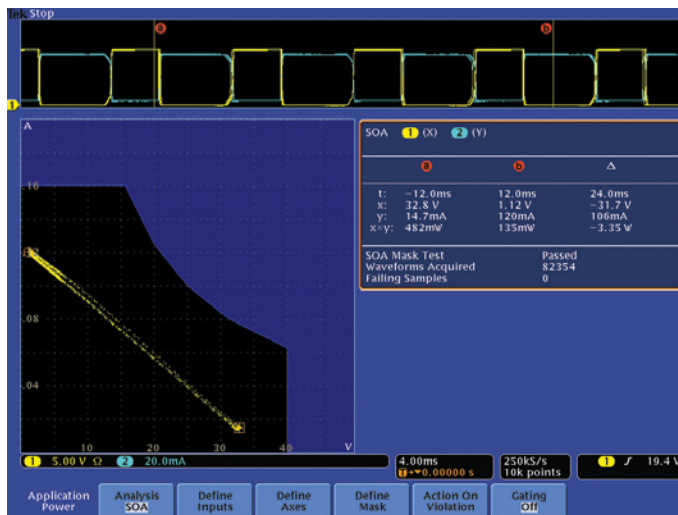 Tek Stop
a
b
1
A
.16
.12
.08
.04
10 20 30 40 V
SOA 1 (X) 2 (Y)
a b Δ
t: −12.0ms 12.0ms 24.0ms
x: 32.8 V 1.12 V −31.7 V
y: 14.7mA 120mA 106mA
x×y: 482mW 135mW −3.35 W
SOA Mask Test Passed
Waveforms Acquired 82354
Failing Samples 0
1 5.00 V Ω 2 20.0mA 4.00ms 250kS/s 1 ∫ 19.4 V
T→▼0.00000 s 10k points
Application Power
Analysis SOA
Define Inputs
Define Axes
Define Mask
Action On Violation
Gating Off